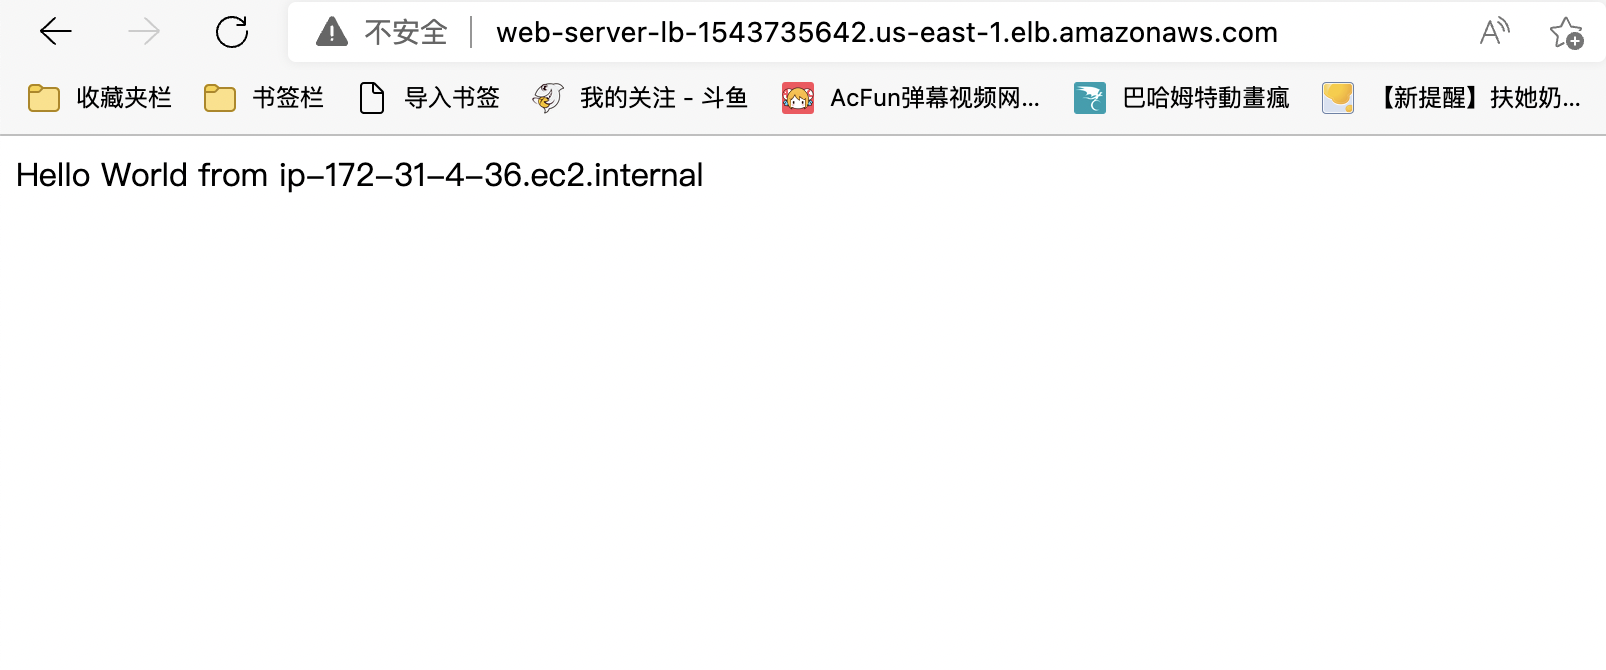 不安全 web-server-lb-1543735642.us-east-1.elb.amazonaws.com
收藏夹栏 书签栏 导入书签 我的关注 - 斗鱼 AcFun弹幕视频网... 巴哈姆特動畫瘋 【新提醒】扶她奶...
Hello World from ip-172-31-4-36.ec2.internal